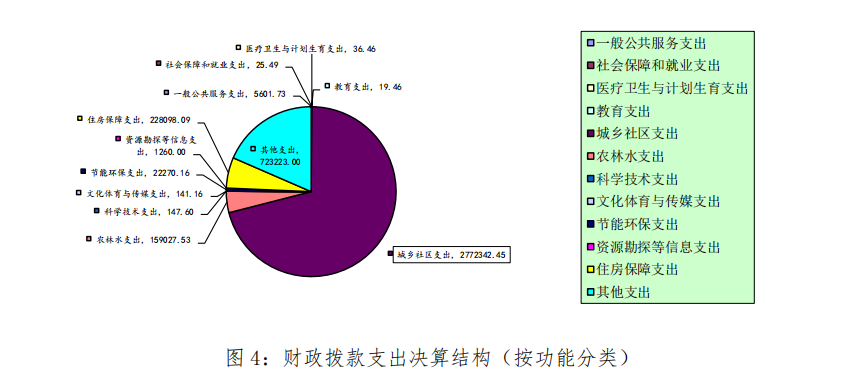 医疗卫生与计划生育支出, 36.46
社会保障和就业支出, 25.49
教育支出, 19.46
一般公共服务支出, 5601.73
住房保障支出, 228098.09
资源勘探等信息支
出, 1260.00
其他支出,
723223.00
节能环保支出, 22270.16
文化体育与传媒支出, 141.16
科学技术支出, 147.60
农林水支出, 159027.53
城乡社区支出, 2772342.45
一般公共服务支出
社会保障和就业支出
医疗卫生与计划生育支出
教育支出
城乡社区支出
农林水支出
科学技术支出
文化体育与传媒支出
节能环保支出
资源勘探等信息支出
住房保障支出
其他支出
图 4：财政拨款支出决算结构（按功能分类）